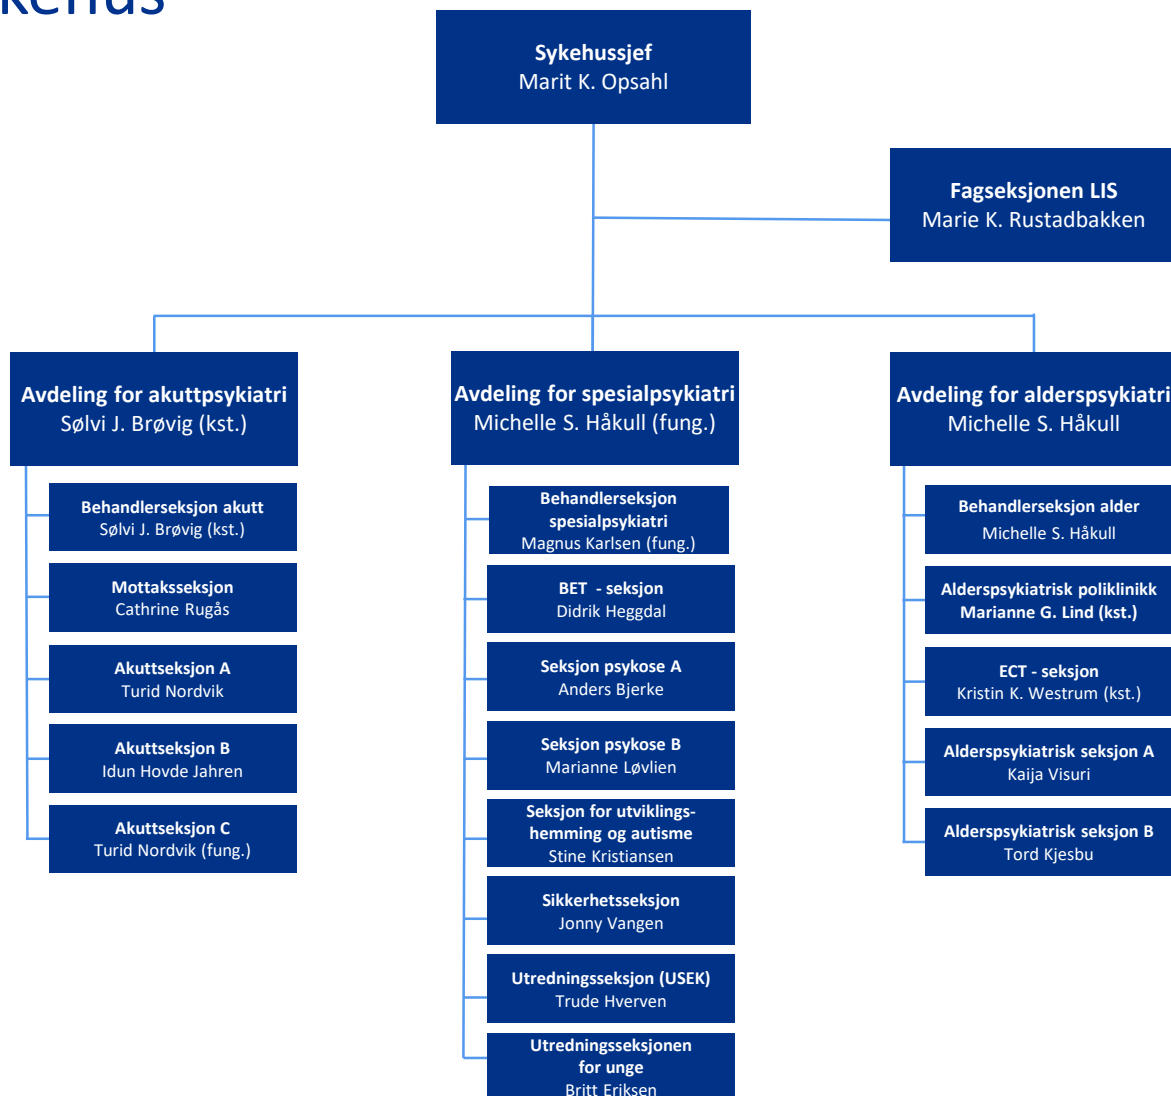 Sykehussjef
Marit K. Opsahl
Fagseksjonen LIS
Marie K. Rustadbakken
Avdeling for akuttpsykiatri
Sølvi J. Brøvig (kst.)
Behandlerseksjon akutt
Sølvi J. Brøvig (kst.)
Mottaksseksjon
Cathrine Rugås
Akuttseksjon A
Turid Nordvik
Akuttseksjon B
Idun Hovde Jahren
Akuttseksjon C
Turid Nordvik (fung.)
Avdeling for spesialpsykiatri
Michelle S. Håkull (fung.)
Behandlerseksjon
spesialpsykiatri
Magnus Karlsen (fung.)
BET - seksjon
Didrik Heggdal
Seksjon psykose A
Anders Bjerke
Seksjon psykose B
Marianne Løvlien
Seksjon for utviklings-
hemming og autisme
Stine Kristiansen
Sikkerhetsseksjon
Jonny Vangen
Utredningsseksjon (USEK)
Trude Hverven
Utredningsseksjonen
for unge
Britt Eriksen
Avdeling for alderspsykiatri
Michelle S. Håkull
Behandlerseksjon alder
Michelle S. Håkull
Alderspsykiatrisk poliklinikk
Marianne G. Lind (kst.)
ECT - seksjon
Kristin K. Westrum (kst.)
Alderspsykiatrisk seksjon A
Kaija Visuri
Alderspsykiatrisk seksjon B
Tord Kjesbu